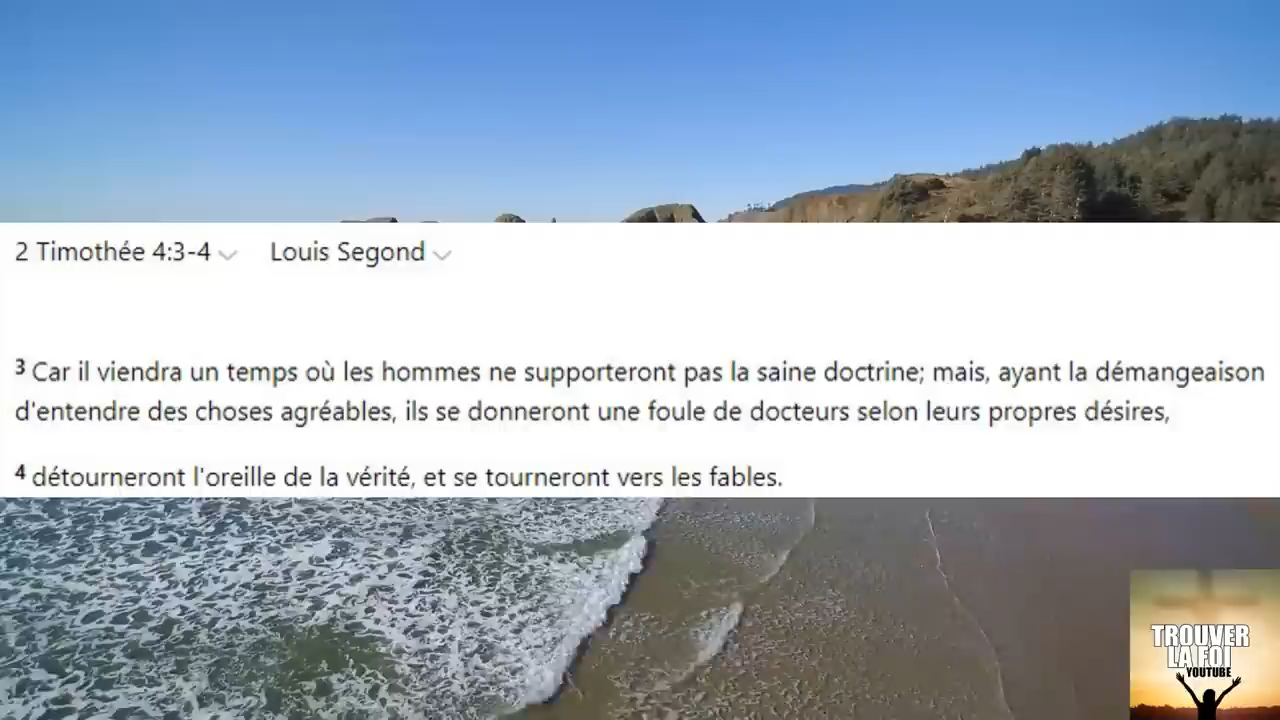 2 Timothée 4:3-4 Louis Segond
3 Car il viendra un temps où les hommes ne supporteront pas la saine doctrine; mais, ayant la démangeaison
d'entendre des choses agréables, ils se donneront une foule de docteurs selon leurs propres désires,
4 détourneront l'oreille de la vérité, et se tourneront vers les fables.
TROUVER
LA FOI
YOUTUBE